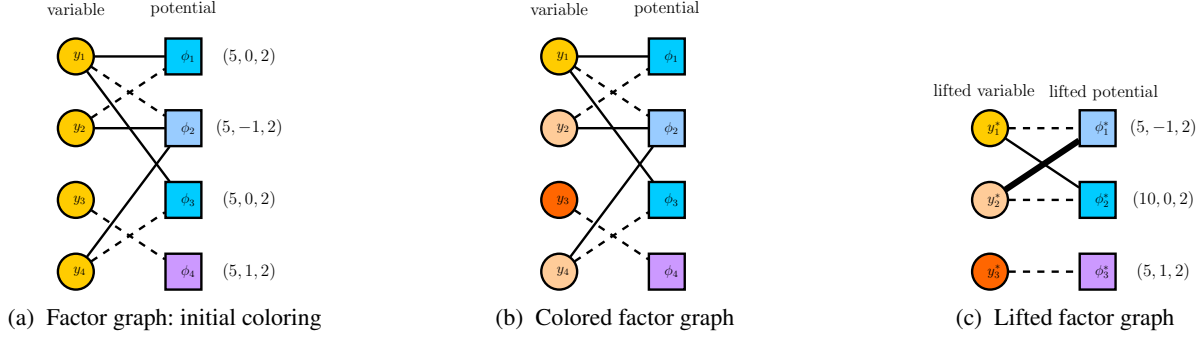 variable potential
y₁ ϕ₁ (5, 0, 2)
y₂ ϕ₂ (5, −1, 2)
y₃ ϕ₃ (5, 0, 2)
y₄ ϕ₄ (5, 1, 2)
(a) Factor graph: initial coloring
variable potential
y₁ ϕ₁
y₂ ϕ₂
y₃ ϕ₃
y₄ ϕ₄
(b) Colored factor graph
lifted variable lifted potential
y₁* ϕ₁* (5, −1, 2)
y₂* ϕ₂* (10, 0, 2)
y₃* ϕ₃* (5, 1, 2)
(c) Lifted factor graph